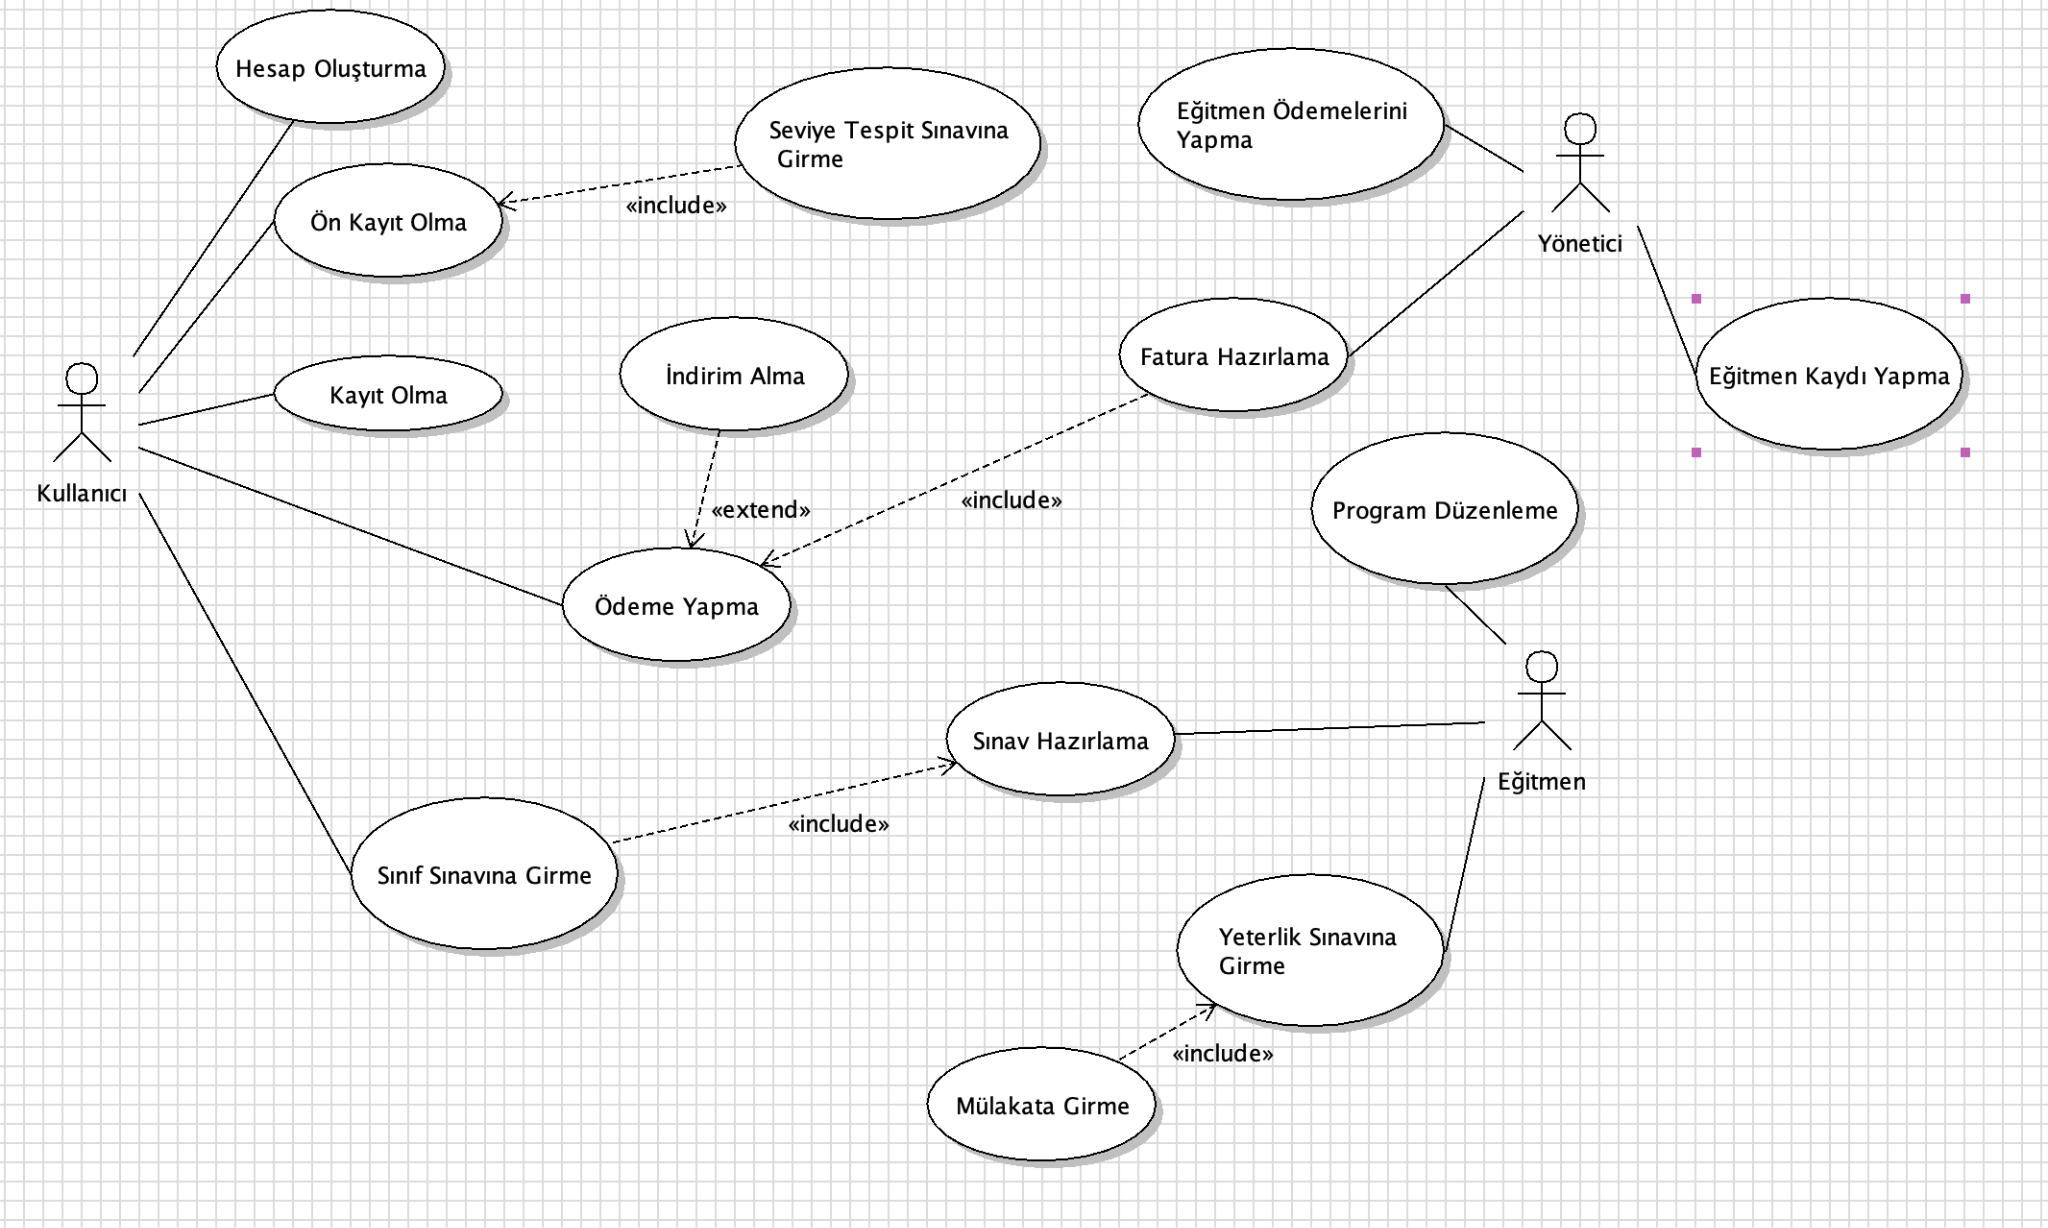 Hesap Oluşturma
Seviye Tespit Sınavına
Girme
Eğitmen Ödemelerini
Yapma
«include»
Ön Kayıt Olma
Yönetici
Fatura Hazırlama
İndirim Alma
Eğitmen Kaydı Yapma
Kayıt Olma
Kullanıcı
«include»
«extend»
Program Düzenleme
Ödeme Yapma
Sınav Hazırlama
Eğitmen
«include»
Sınıf Sınavına Girme
Yeterlik Sınavına
Girme
«include»
Mülakata Girme